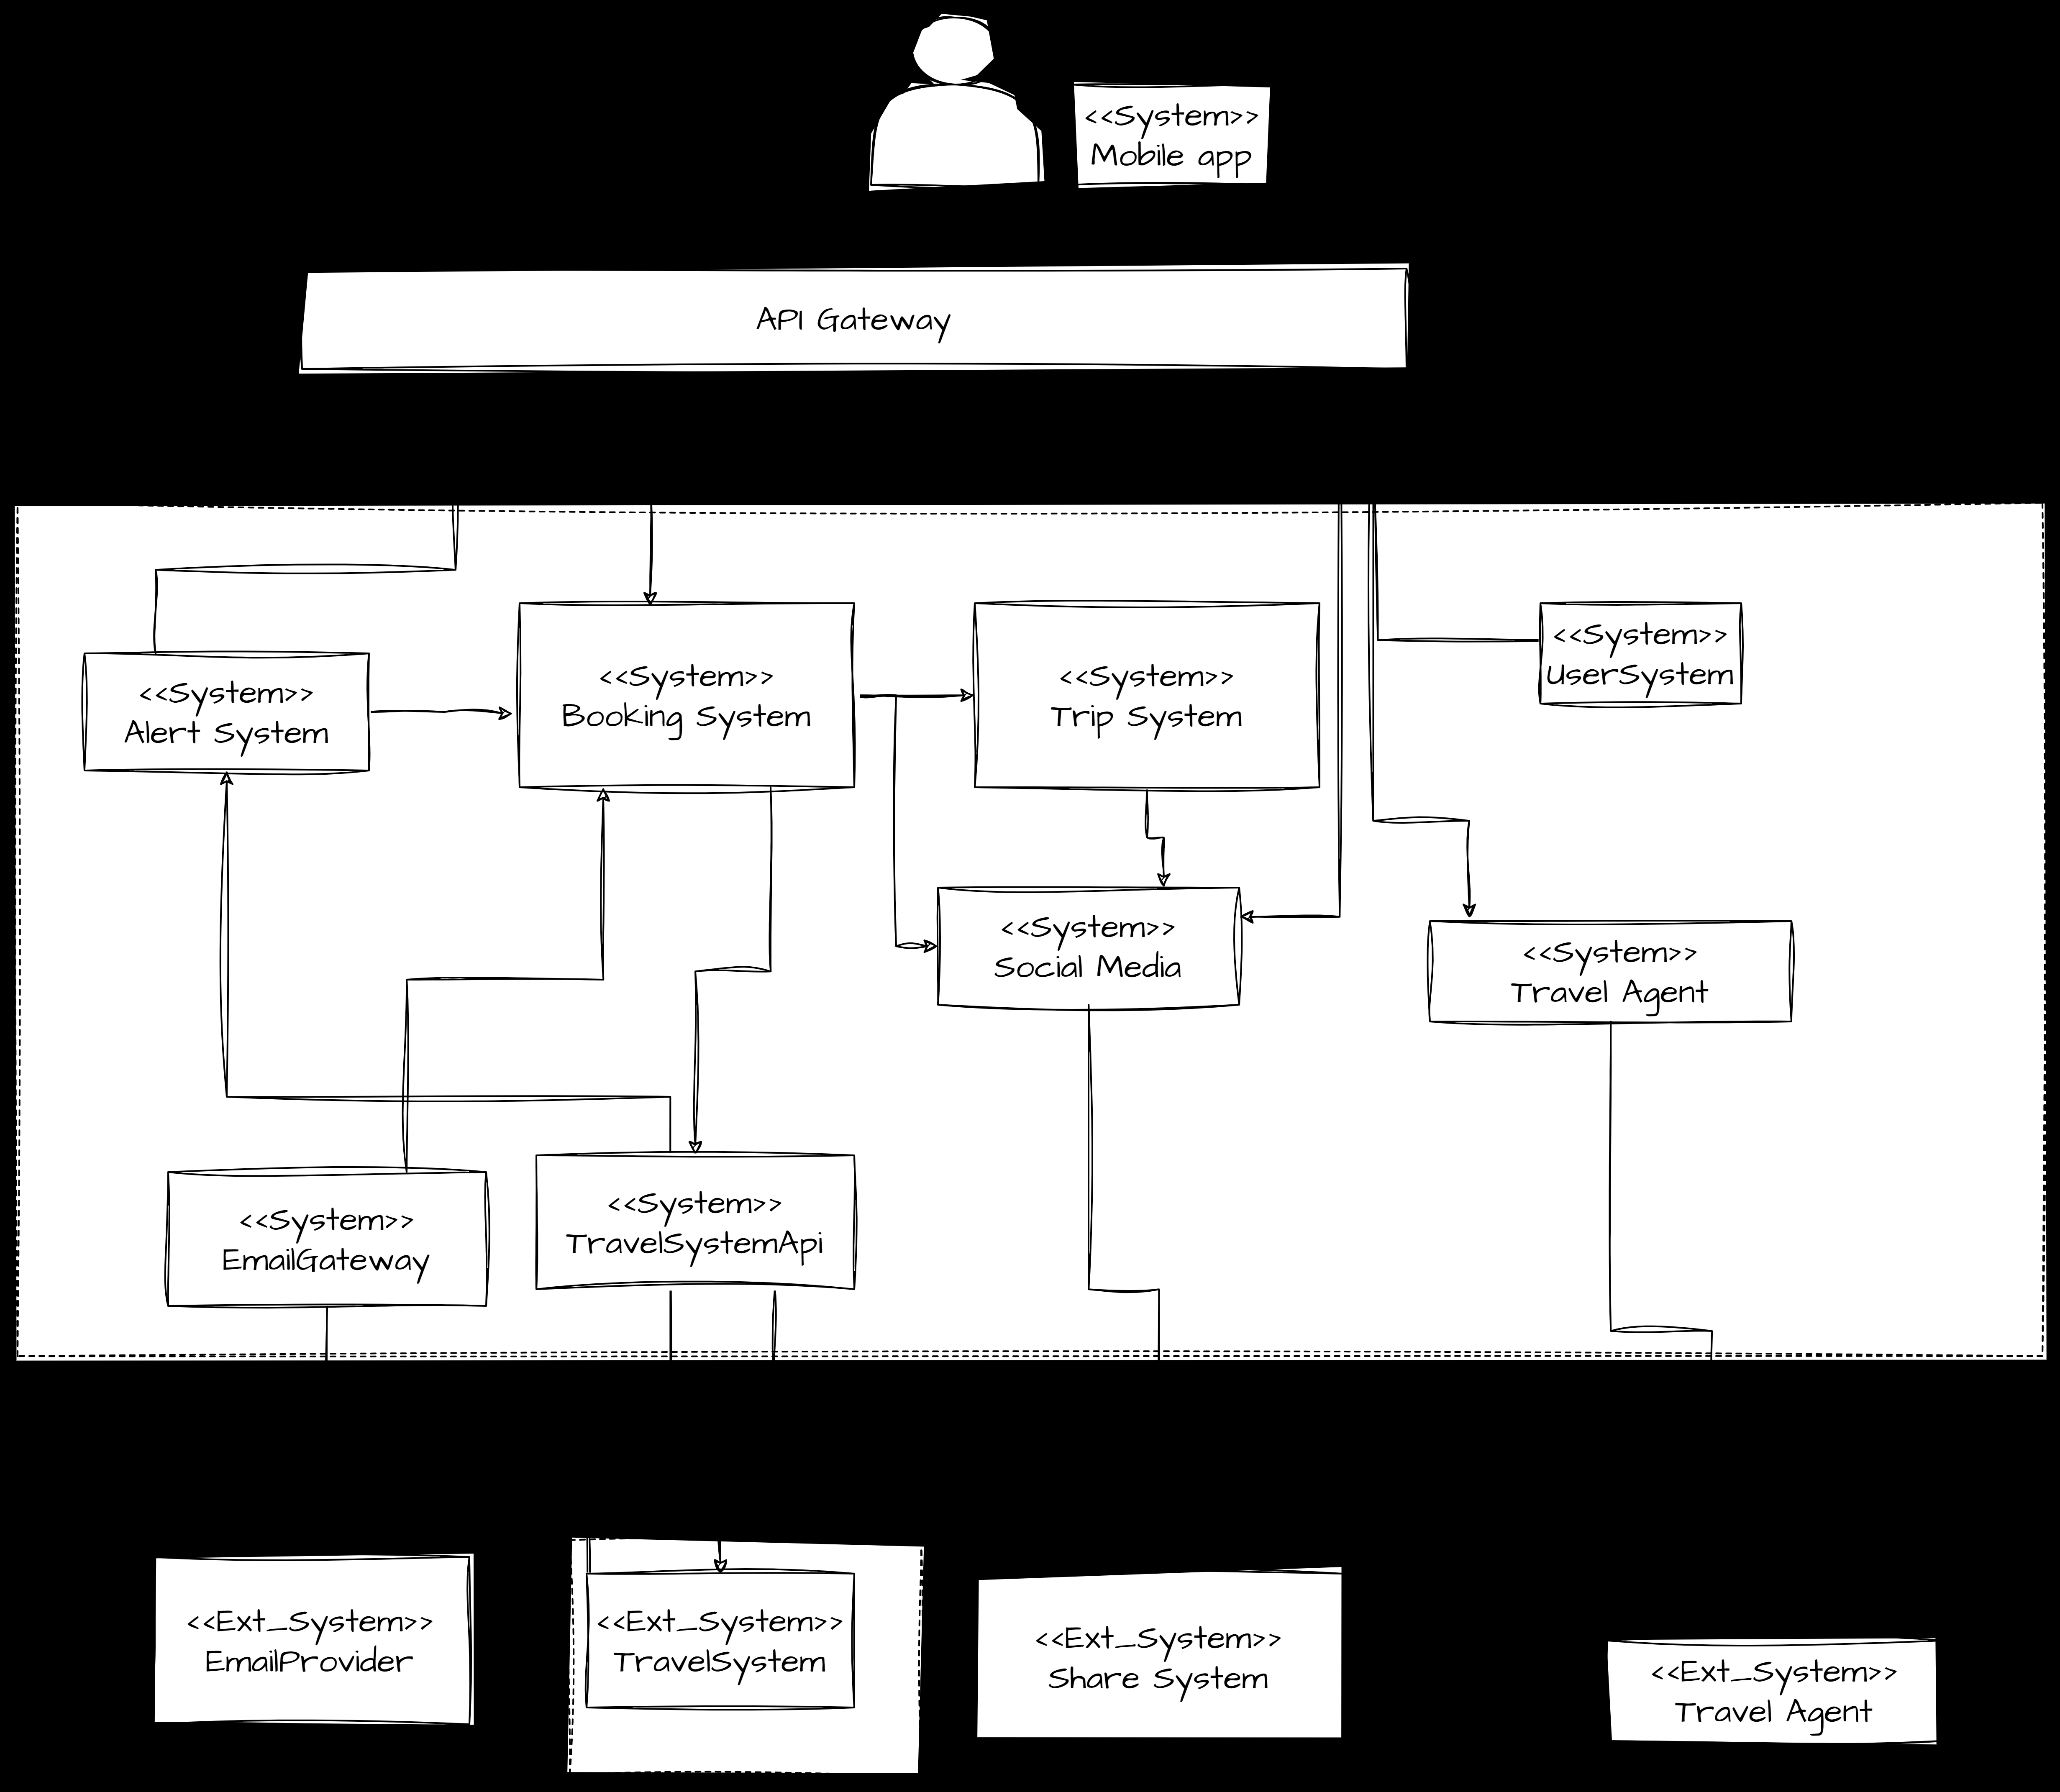 <<System>>
Mobile app
API Gateway
<<System>>
Alert System
<<System>>
Booking System
<<System>>
Trip System
<<System>>
UserSystem
<<System>>
Social Media
<<System>>
Travel Agent
<<System>>
EmailGateway
<<System>>
TravelSystemApi
<<Ext_System>>
EmailProvider
<<Ext_System>>
TravelSystem
<<Ext_System>>
Share System
<<Ext_System>>
Travel Agent